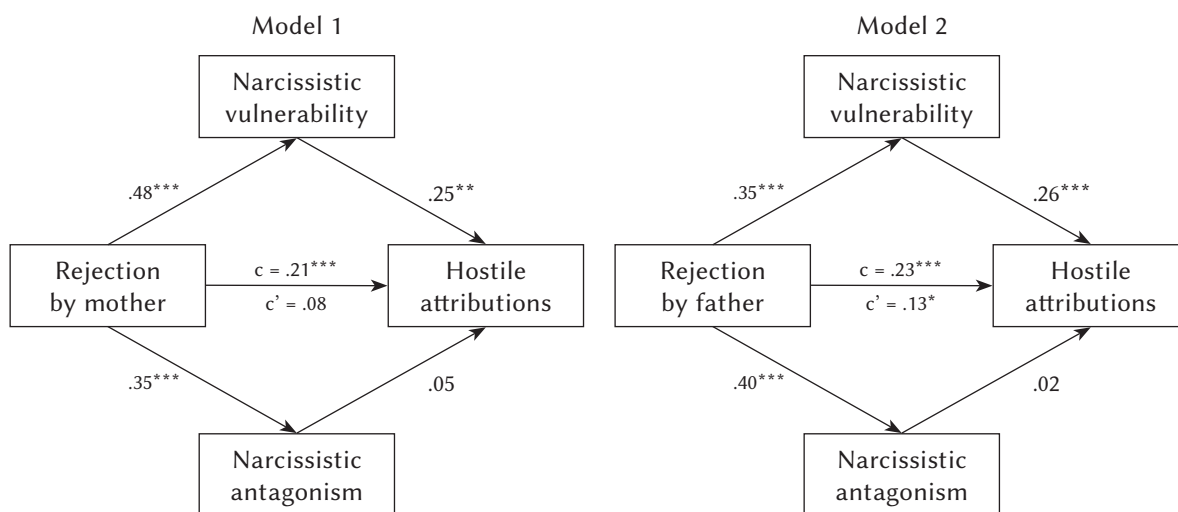 Model 1
Narcissistic
vulnerability
.48***
.25**
Rejection
by mother
c = .21***
c’ = .08
Hostile
attributions
.35***
.05
Narcissistic
antagonism
Model 2
Narcissistic
vulnerability
.35***
.26***
Rejection
by father
c = .23***
c’ = .13*
Hostile
attributions
.40***
.02
Narcissistic
antagonism